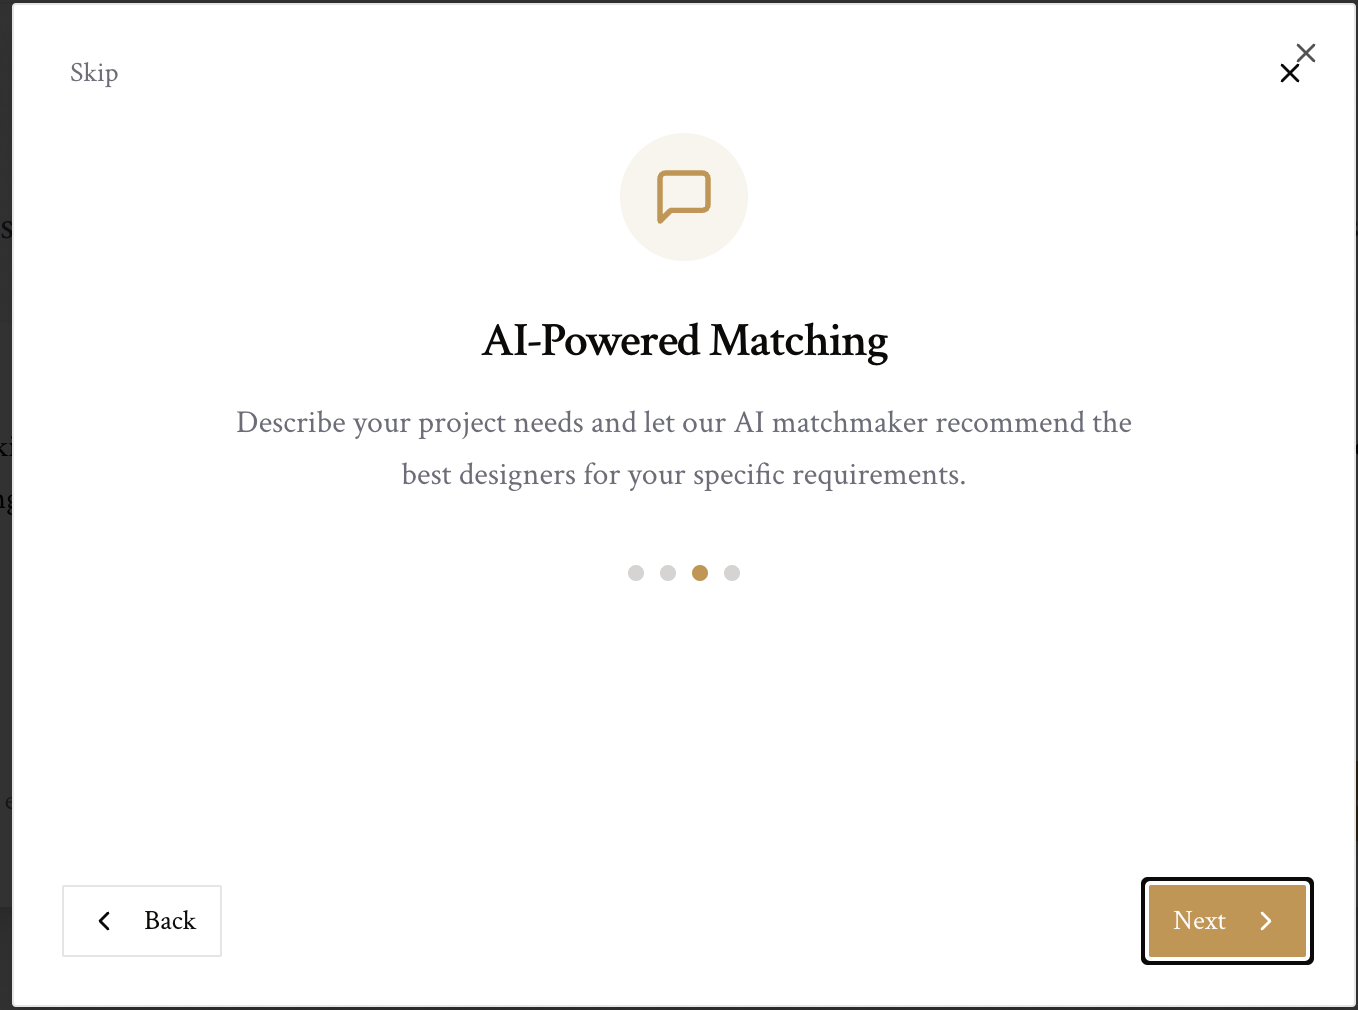 Skip
AI-Powered Matching
Describe your project needs and let our AI matchmaker recommend the
best designers for your specific requirements.
Back
Next